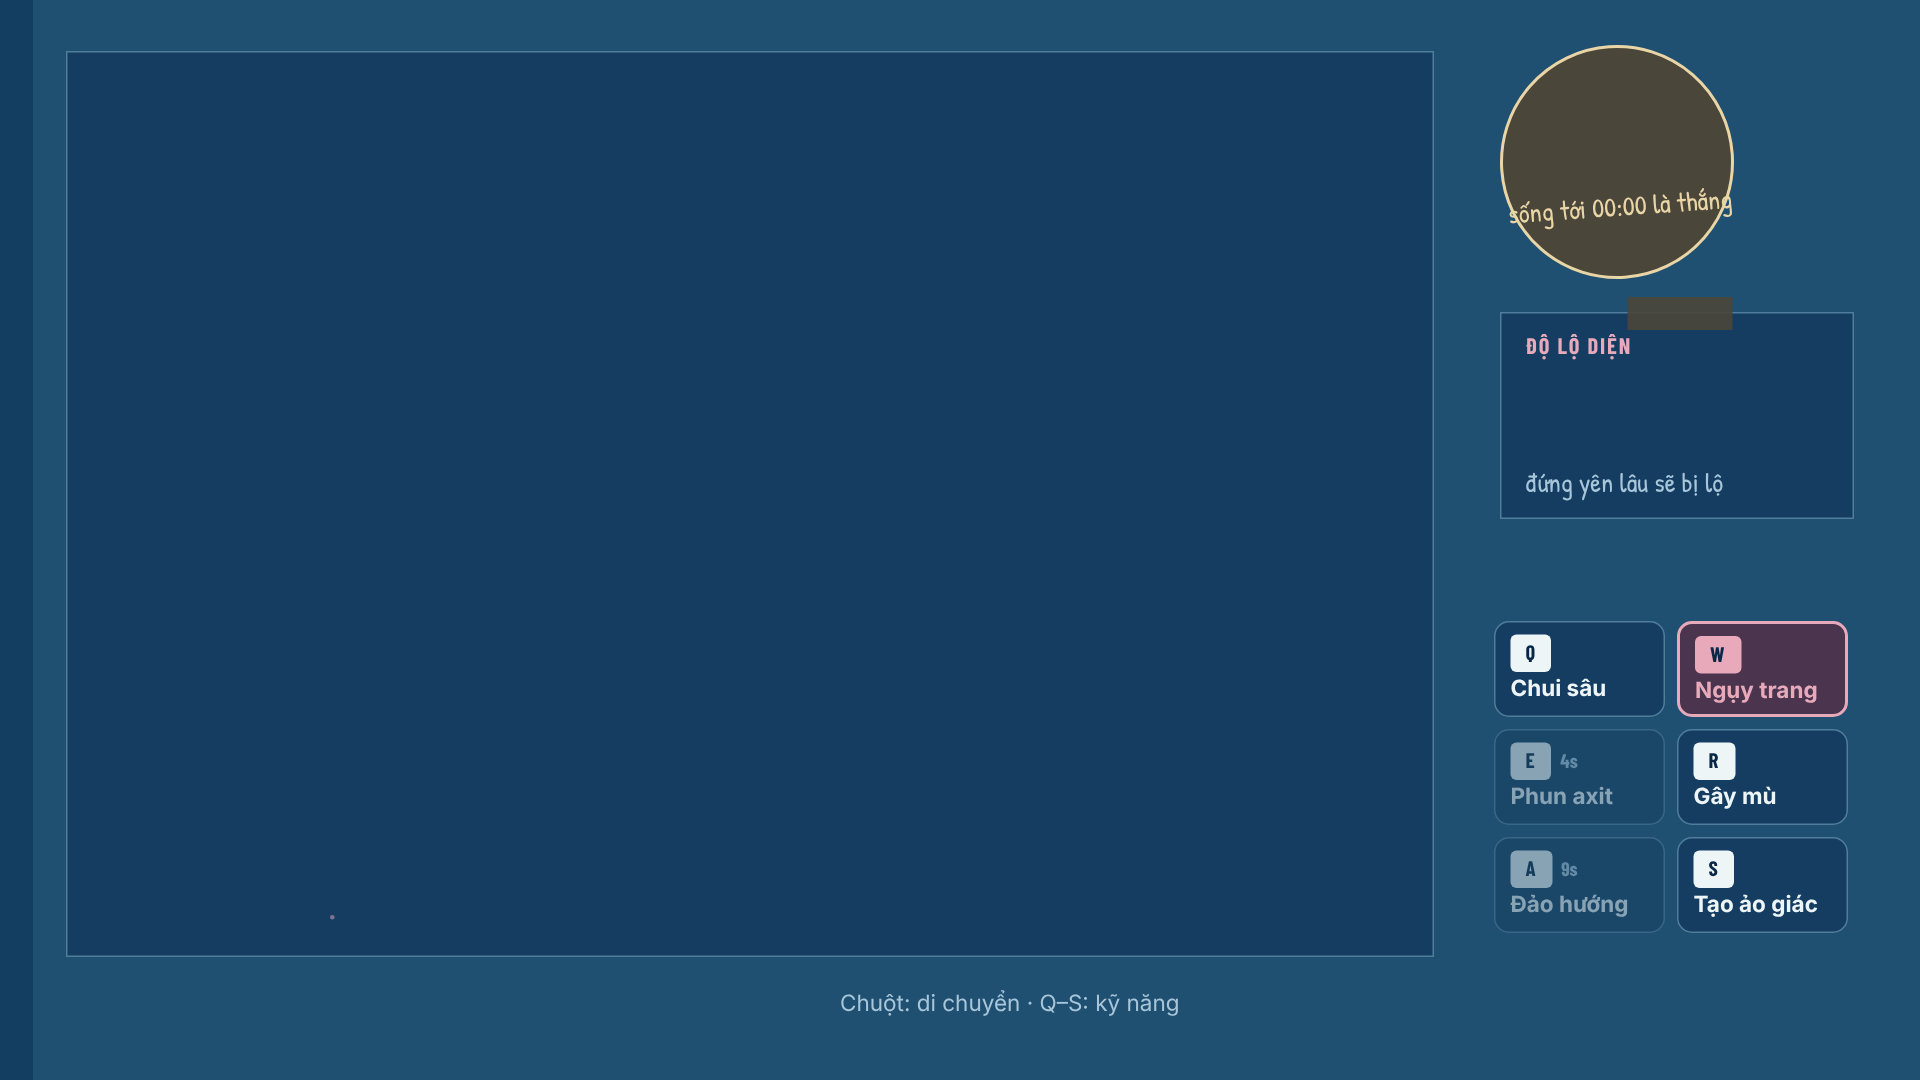 sống tới 00:00 là thắng
ĐỘ LỘ DIỆN
đứng yên lâu sẽ bị lộ
Q
Chui sâu
W
Ngụy trang
E 4s
Phun axit
R
Gây mù
A 9s
Đảo hướng
S
Tạo ảo giác
Chuột: di chuyển · Q–S: kỹ năng